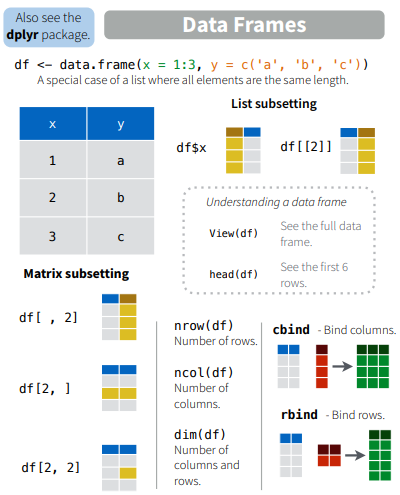 Also see the
dplyr package.
Data Frames
df <- data.frame(x = 1:3, y = c('a', 'b', 'c'))
A special case of a list where all elements are the same length.
x y
1 a
2 b
3 c
List subsetting
df$x
df[[2]]
Understanding a data frame
View(df)
See the full data
frame.
head(df)
See the first 6
rows.
Matrix subsetting
df[ , 2]
df[2, ]
df[2, 2]
nrow(df)
Number of rows.
ncol(df)
Number of
columns.
dim(df)
Number of
columns and
rows.
cbind - Bind columns.
rbind - Bind rows.